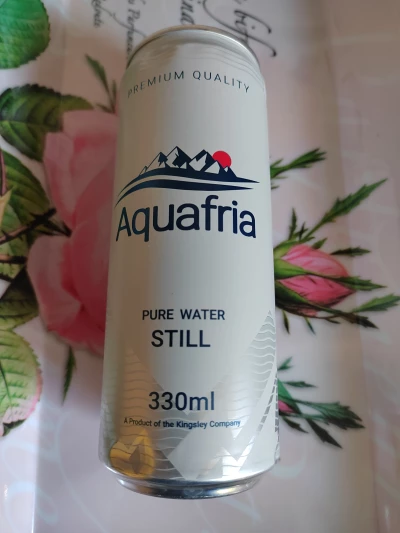 PREMIUM QUALITY
Aquafria
PURE WATER
STILL
330ml
A Product of the Kingsley Company